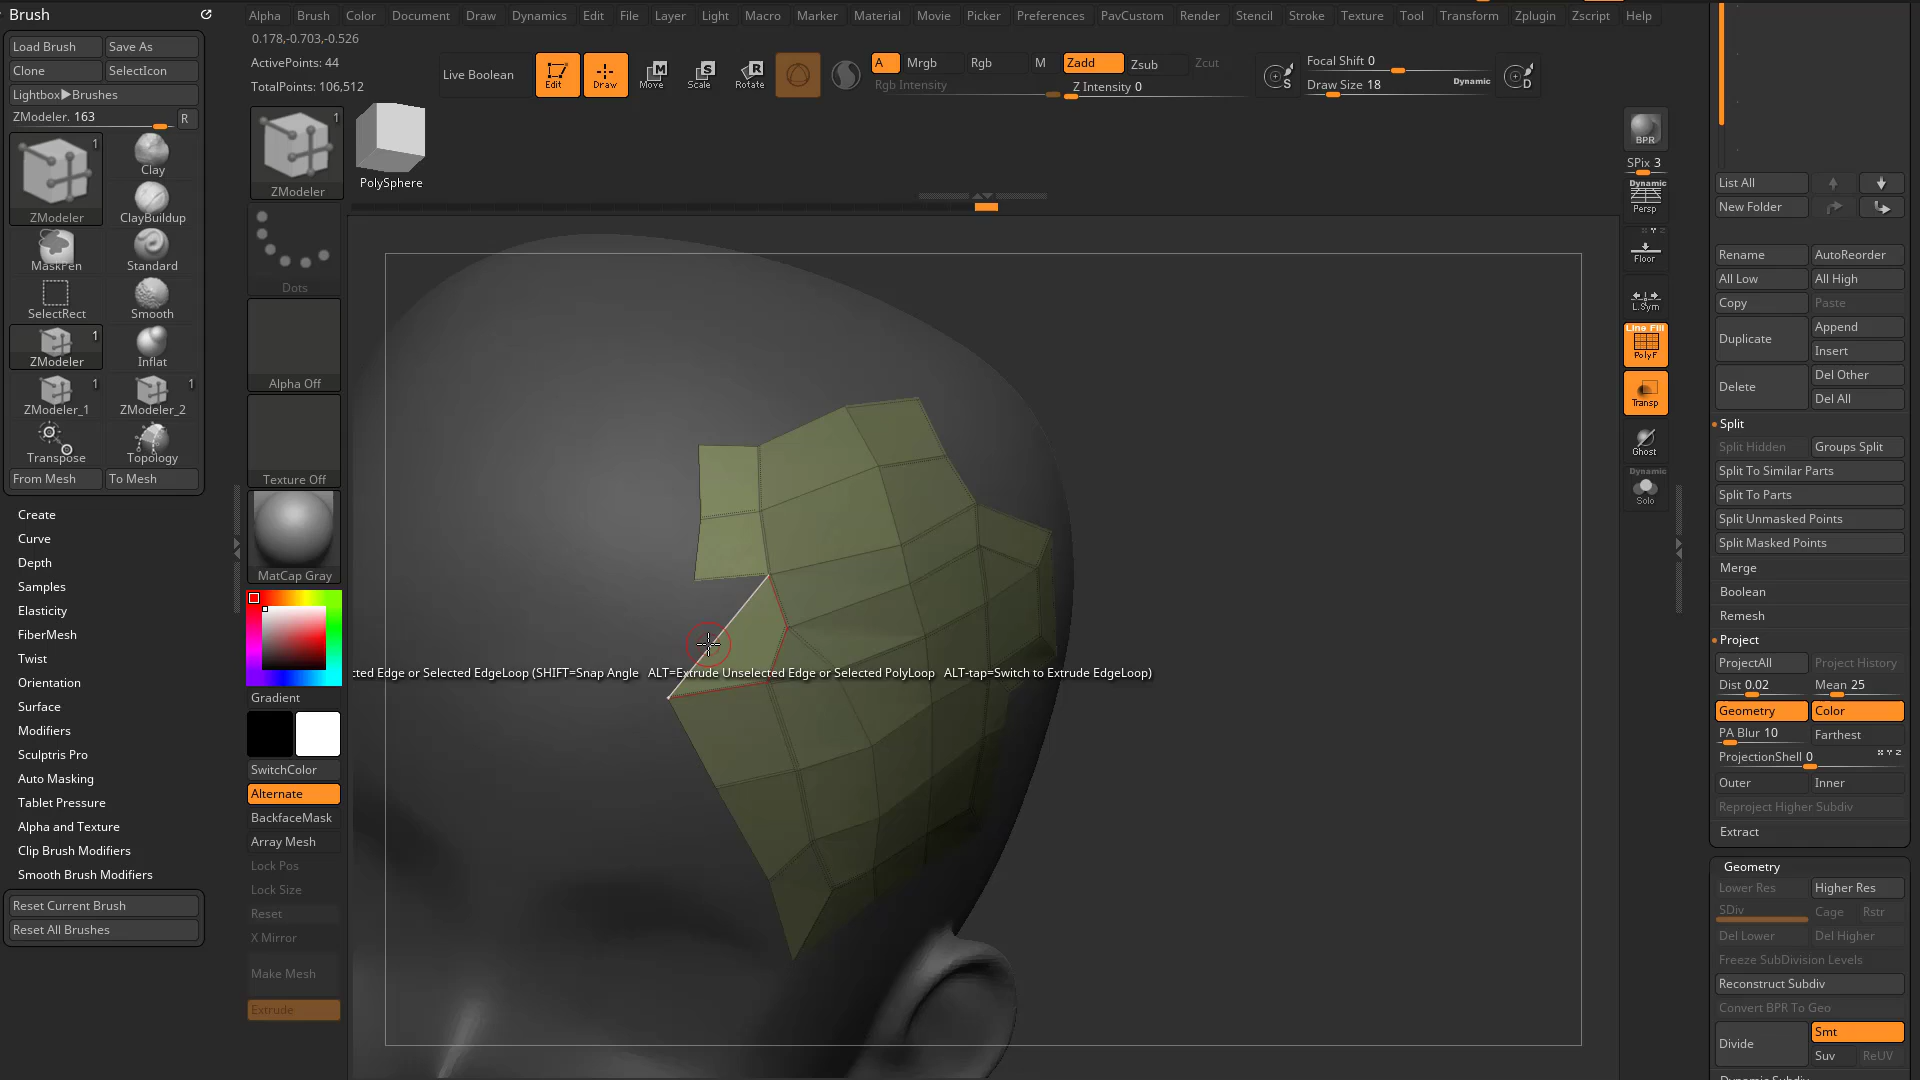 Brush
Load Brush
Save As
Clone
SelectIcon
Lightbox▶Brushes
ZModeler. 163
R
1
ZModeler
Clay
ClayBuildup
MaskPen
Standard
SelectRect
Smooth
1
ZModeler
Inflat
1
ZModeler_1
1
ZModeler_2
Transpose
Topology
From Mesh
To Mesh
Create
Curve
Depth
Samples
Elasticity
FiberMesh
Twist
Orientation
Surface
Modifiers
Sculptris Pro
Auto Masking
Tablet Pressure
Alpha and Texture
Clip Brush Modifiers
Smooth Brush Modifiers
Reset Current Brush
Reset All Brushes
Alpha Brush Color Document Draw Dynamics Edit File Layer Light Macro Marker Material Movie Picker Preferences PavCustom Render Stencil Stroke Texture Tool Transform Zplugin Zscript Help
0.178,-0.703,-0.526
ActivePoints: 44
TotalPoints: 106,512
Live Boolean
Edit
Draw
Move
Scale
Rotate
A
Mrgb
Rgb
M
Zadd
Zsub
Zcut
Rgb Intensity
Z Intensity 0
S
Focal Shift 0
Draw Size 18
Dynamic
D
1
ZModeler
PolySphere
Dots
Alpha Off
Texture Off
MatCap Gray
Gradient
SwitchColor
Alternate
BackfaceMask
Array Mesh
Lock Pos
Lock Size
Reset
X Mirror
Make Mesh
Extrude
cted Edge or Selected EdgeLoop (SHIFT=Snap Angle ALT=Extrude Unselected Edge or Selected PolyLoop ALT-tap=Switch to Extrude EdgeLoop)
BPR
SPix 3
Dynamic
Persp
Floor
L.Sym
Line Fill
PolyF
Transp
Ghost
Dynamic
Solo
List All
New Folder
Rename
AutoReorder
All Low
All High
Copy
Paste
Duplicate
Append
Insert
Delete
Del Other
Del All
Split
Split Hidden
Groups Split
Split To Similar Parts
Split To Parts
Split Unmasked Points
Split Masked Points
Merge
Boolean
Remesh
Project
ProjectAll
Project History
Dist 0.02
Mean 25
Geometry
Color
PA Blur 10
Farthest
ProjectionShell 0
Outer
Inner
Reproject Higher Subdiv
Extract
Geometry
Lower Res
Higher Res
SDiv
Cage
Rstr
Del Lower
Del Higher
Freeze SubDivision Levels
Reconstruct Subdiv
Convert BPR To Geo
Divide
Smt
Suv
ReUV